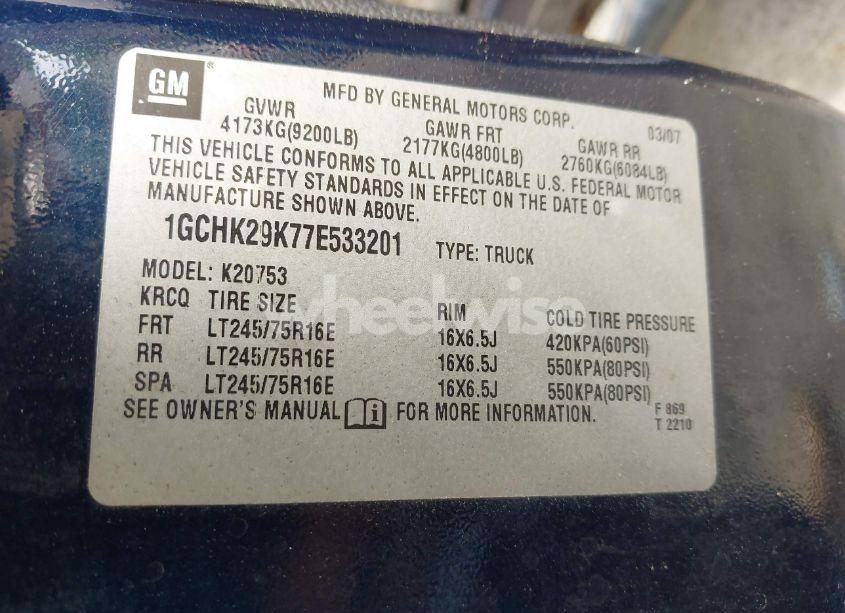 GM
MFD BY GENERAL MOTORS CORP. 03/07
GVWR GAWR FRT GAWR RR
4173KG(9200LB) 2177KG(4800LB) 2760KG(6084LB)
THIS VEHICLE CONFORMS TO ALL APPLICABLE U.S. FEDERAL MOTOR
VEHICLE SAFETY STANDARDS IN EFFECT ON THE DATE OF
MANUFACTURE SHOWN ABOVE.
1GCHK29K77E533201 TYPE: TRUCK
MODEL: K20753
KRCQ TIRE SIZE RIM COLD TIRE PRESSURE
FRT LT245/75R16E 16X6.5J 420KPA(60PSI)
RR LT245/75R16E 16X6.5J 550KPA(80PSI)
SPA LT245/75R16E 16X6.5J 550KPA(80PSI)
SEE OWNER'S MANUAL i FOR MORE INFORMATION.
F 869
T 2210
wheelwise